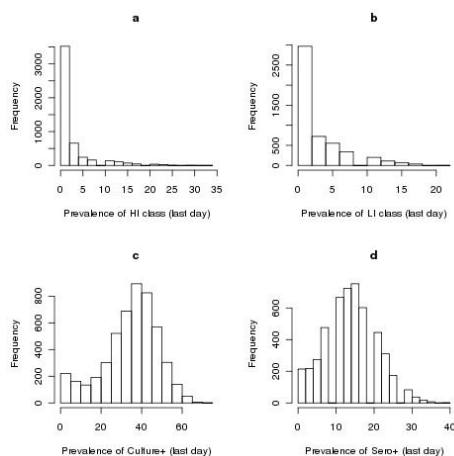 a
Frequency
0 1000 3000
0 5 10 15 20 25 30 35
Prevalence of HI class (last day)
b
Frequency
0 500 1500 2500
0 5 10 15 20
Prevalence of LI class (last day)
c
Frequency
0 200 400 600 800
0 20 40 60
Prevalence of Culture+ (last day)
d
Frequency
0 200 400 600
0 10 20 30 40
Prevalence of Sero+ (last day)